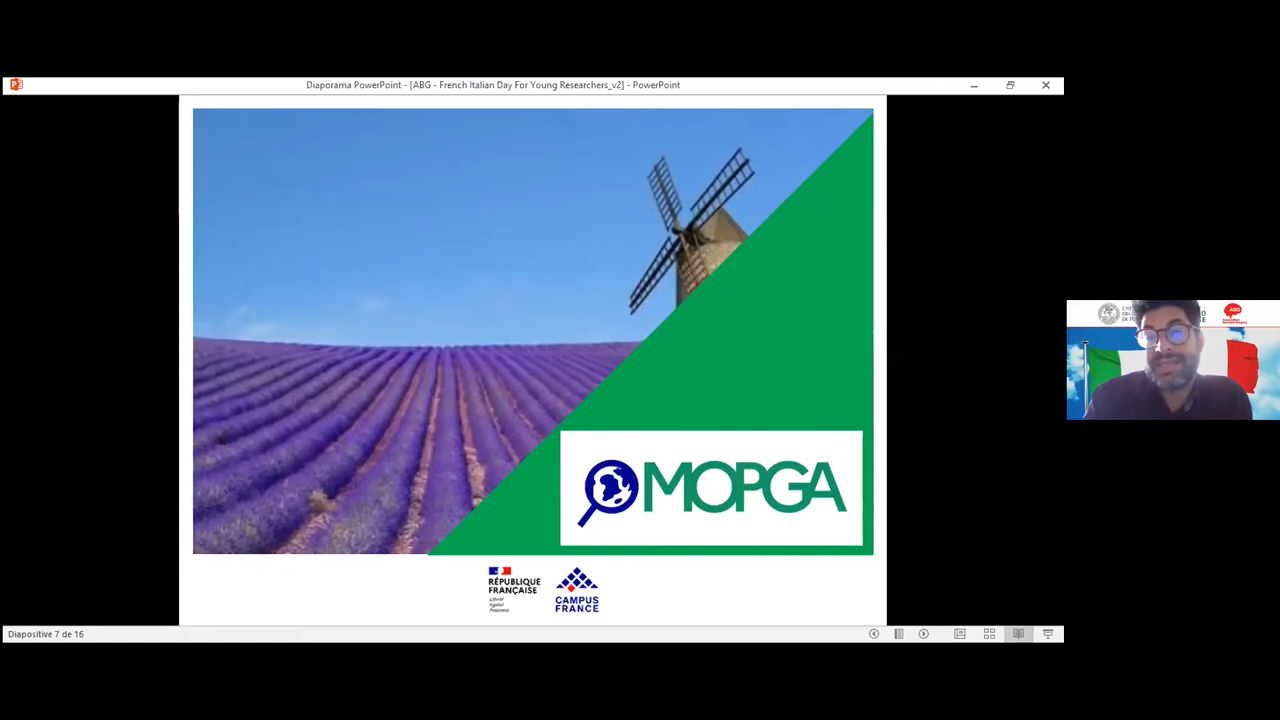 Diaporama PowerPoint - [ABG - French Italian Day For Young Researchers_v2] - PowerPoint
MOPGA
RÉPUBLIQUE
FRANÇAISE
Liberté
Égalité
Fraternité
CAMPUS
FRANCE
Diapositive 7 de 16
ABG